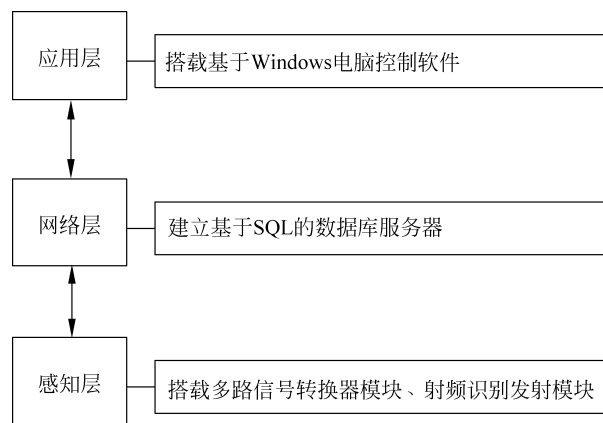 应用层
搭载基于Windows电脑控制软件
网络层
建立基于SQL的数据库服务器
感知层
搭载多路信号转换器模块、射频识别发射模块